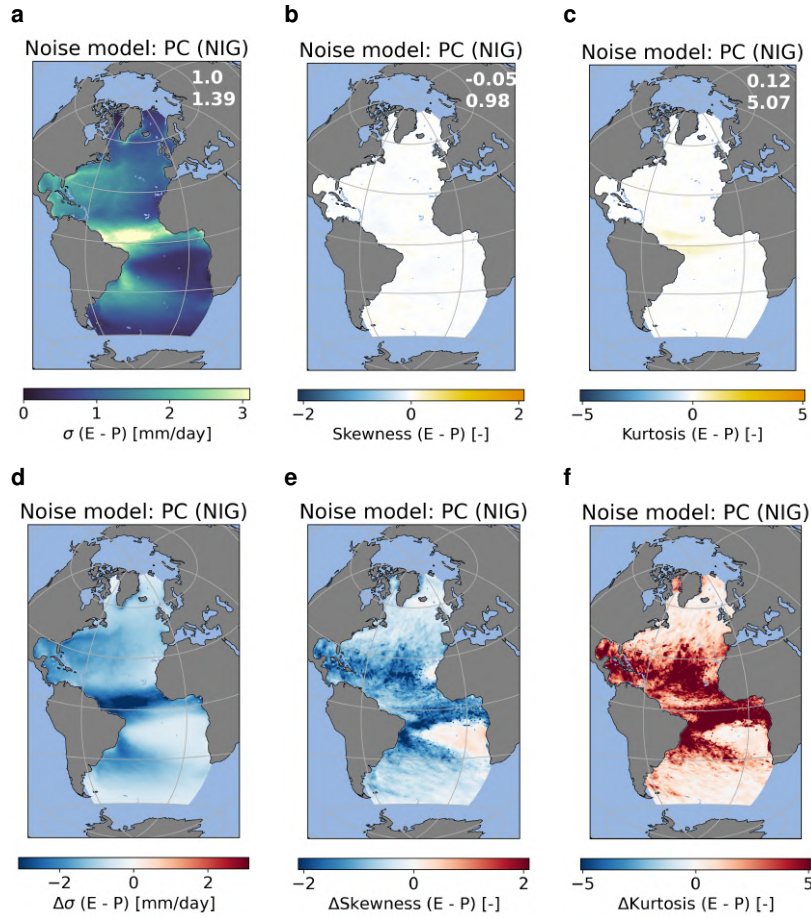 a
Noise model: PC (NIG)
1.0
1.39
0 1 2 3
σ (E - P) [mm/day]
b
Noise model: PC (NIG)
-0.05
0.98
−2 0 2
Skewness (E - P) [-]
c
Noise model: PC (NIG)
0.12
5.07
−5 0 5
Kurtosis (E - P) [-]
d
Noise model: PC (NIG)
−2 0 2
Δσ (E - P) [mm/day]
e
Noise model: PC (NIG)
−2 0 2
ΔSkewness (E - P) [-]
f
Noise model: PC (NIG)
−5 0 5
ΔKurtosis (E - P) [-]